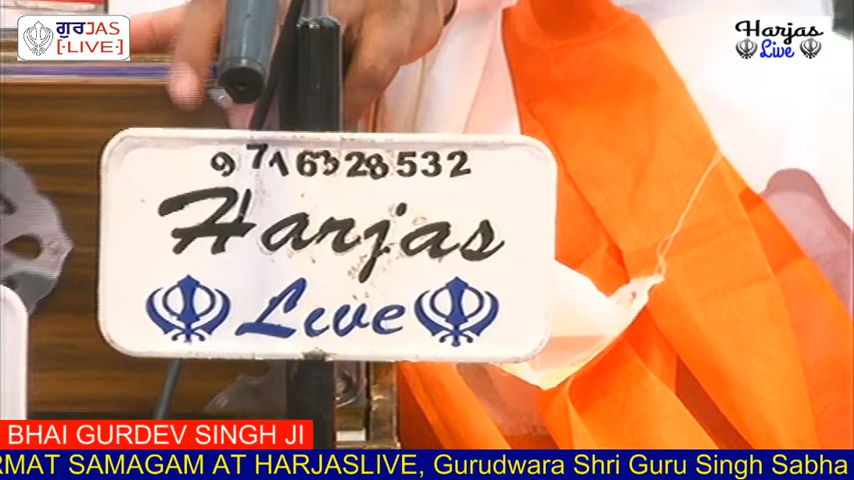 ਗੁਰJAS
[·LIVE·]
Harjas
Live
9716328532
Harjas
Live
BHAI GURDEV SINGH JI
RMAT SAMAGAM AT HARJASLIVE, Gurudwara Shri Guru Singh Sabha